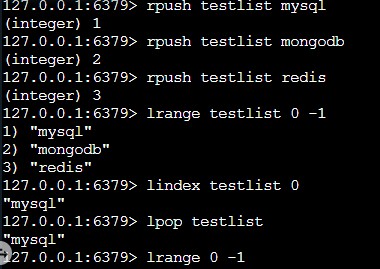 127.0.0.1:6379> rpush testlist mysql
(integer) 1
127.0.0.1:6379> rpush testlist mongodb
(integer) 2
127.0.0.1:6379> rpush testlist redis
(integer) 3
127.0.0.1:6379> lrange testlist 0 -1
1) "mysql"
2) "mongodb"
3) "redis"
127.0.0.1:6379> lindex testlist 0
"mysql"
127.0.0.1:6379> lpop testlist
"mysql"
127.0.0.1:6379> lrange 0 -1